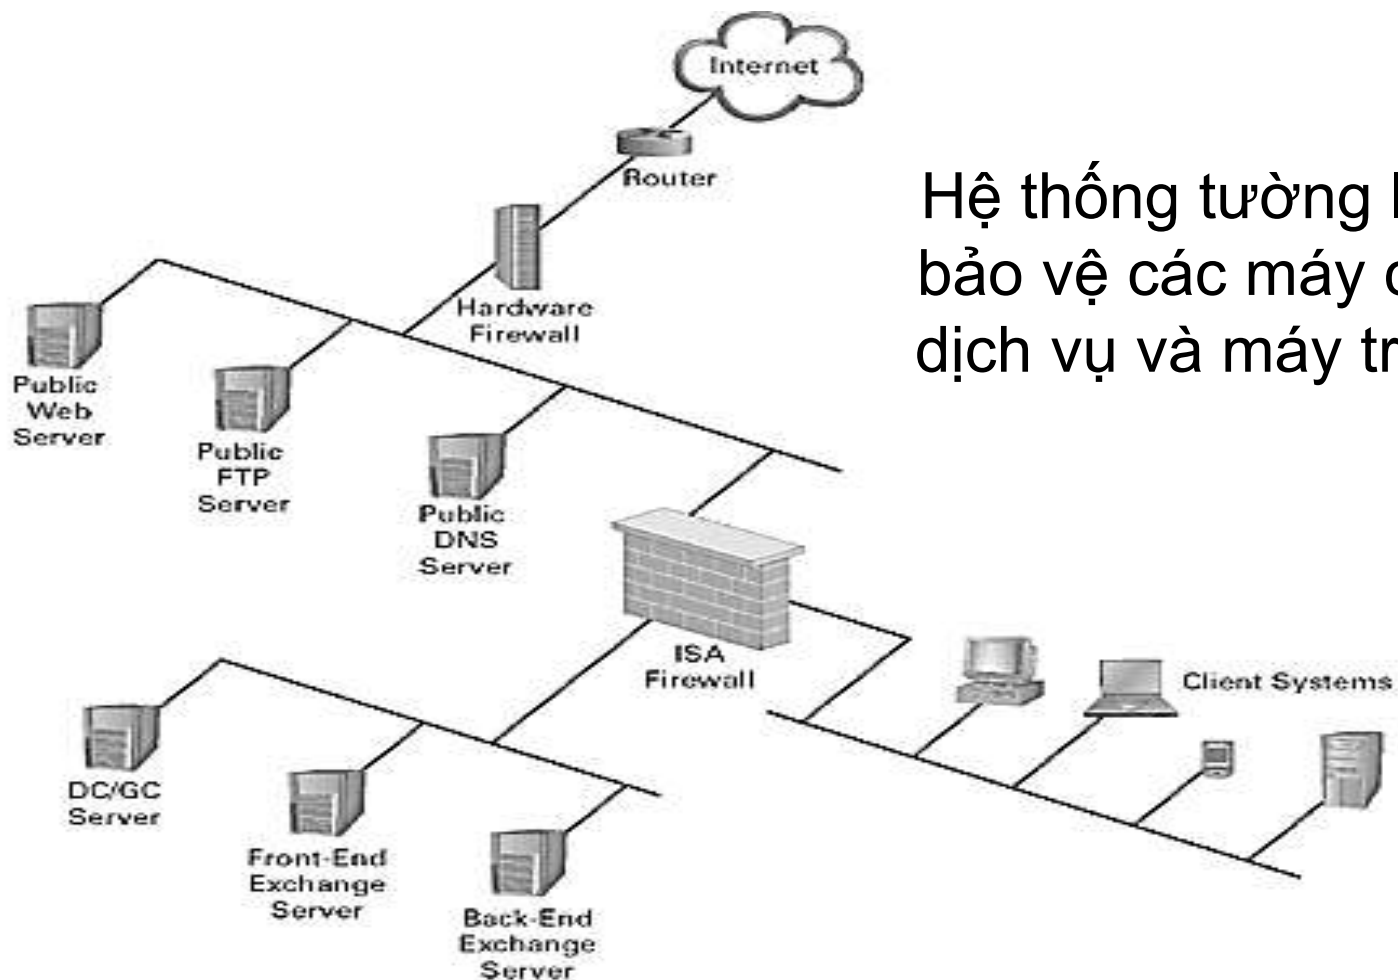 Internet
Router
Hệ thống tường
bảo vệ các máy
dịch vụ và máy
Hardware
Firewall
Public
Web
Server
Public
FTP
Server
Public
DNS
Server
ISA
Firewall
Client Systems
DC/GC
Server
Front-End
Exchange
Server
Back-End
Exchange
Server